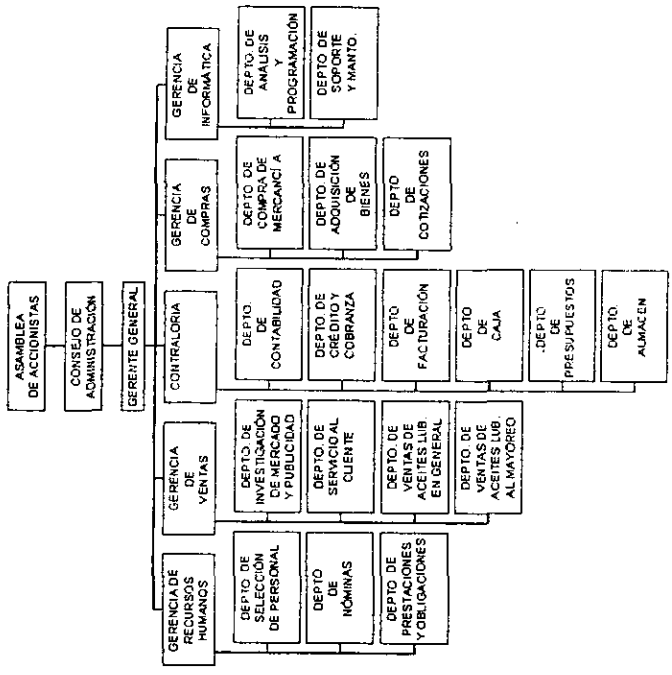 ASAMBLEA
DE ACCIONISTAS
CONSEJO DE
ADMINISTRACIÓN
GERENTE GENERAL
GERENCIA DE
RECURSOS
HUMANOS
DEPTO DE
SELECCIÓN
DE PERSONAL
DEPTO
DE
NÓMINAS
DEPTO DE
PRESTACIONES
Y OBLIGACIONES
GERENCIA
DE
VENTAS
DEPTO. DE
INVESTIGACIÓN
DE MERCADO
Y PUBLICIDAD
DEPTO. DE
SERVICIO AL
CLIENTE
DEPTO. DE
VENTAS DE
ACEITES LUB.
EN GENERAL
DEPTO. DE
VENTAS DE
ACEITES LUB.
AL MAYOREO
CONTRALORIA
DEPTO.
DE
CONTABILIDAD
DEPTO. DE
CRÉDITO Y
COBRANZA
DEPTO.
DE
FACTURACIÓN
DEPTO
DE
CAJA
DEPTO
DE
PRESUPUESTOS
DEPTO.
DE
ALMACEN
GERENCIA
DE
COMPRAS
DEPTO DE
COMPRA DE
MERCANCÍA
DEPTO. DE
ADQUISICIÓN
DE
BIENES
DEPTO
DE
COTIZACIONES
GERENCIA
DE
INFORMÁTICA
DEPTO. DE
ANÁLISIS
Y
PROGRAMACIÓN
DEPTO DE
SOPORTE
Y MANTO.